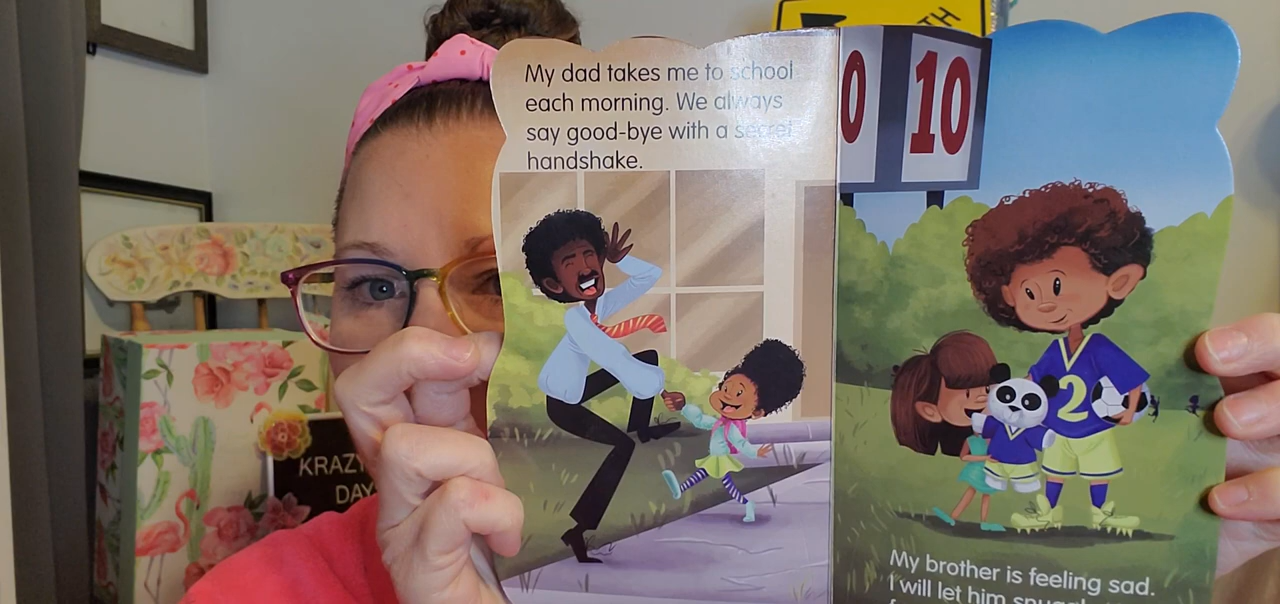 My dad takes me to school
each morning. We always
say good-bye with a secret
handshake.
0
10
2
My brother is feeling sad.
I will let him
KRAZY
DAY
TH